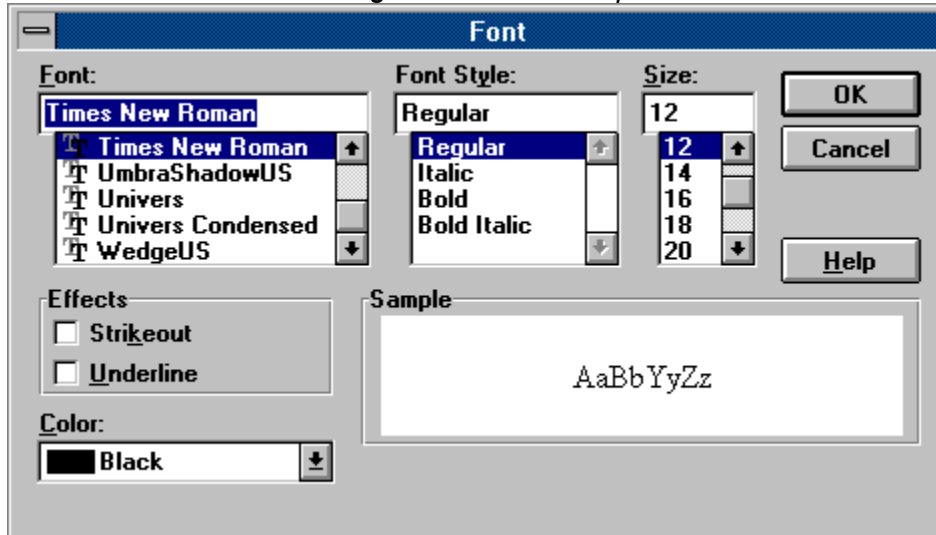 Font
Font:
Times New Roman
Times New Roman
UmbraShadowUS
Univers
Univers Condensed
WedgeUS
Font Style:
Regular
Regular
Italic
Bold
Bold Italic
Size:
12
12
14
16
18
20
OK
Cancel
Help
Effects
Strikeout
Underline
Color:
Black
Sample
AaBbYyZz